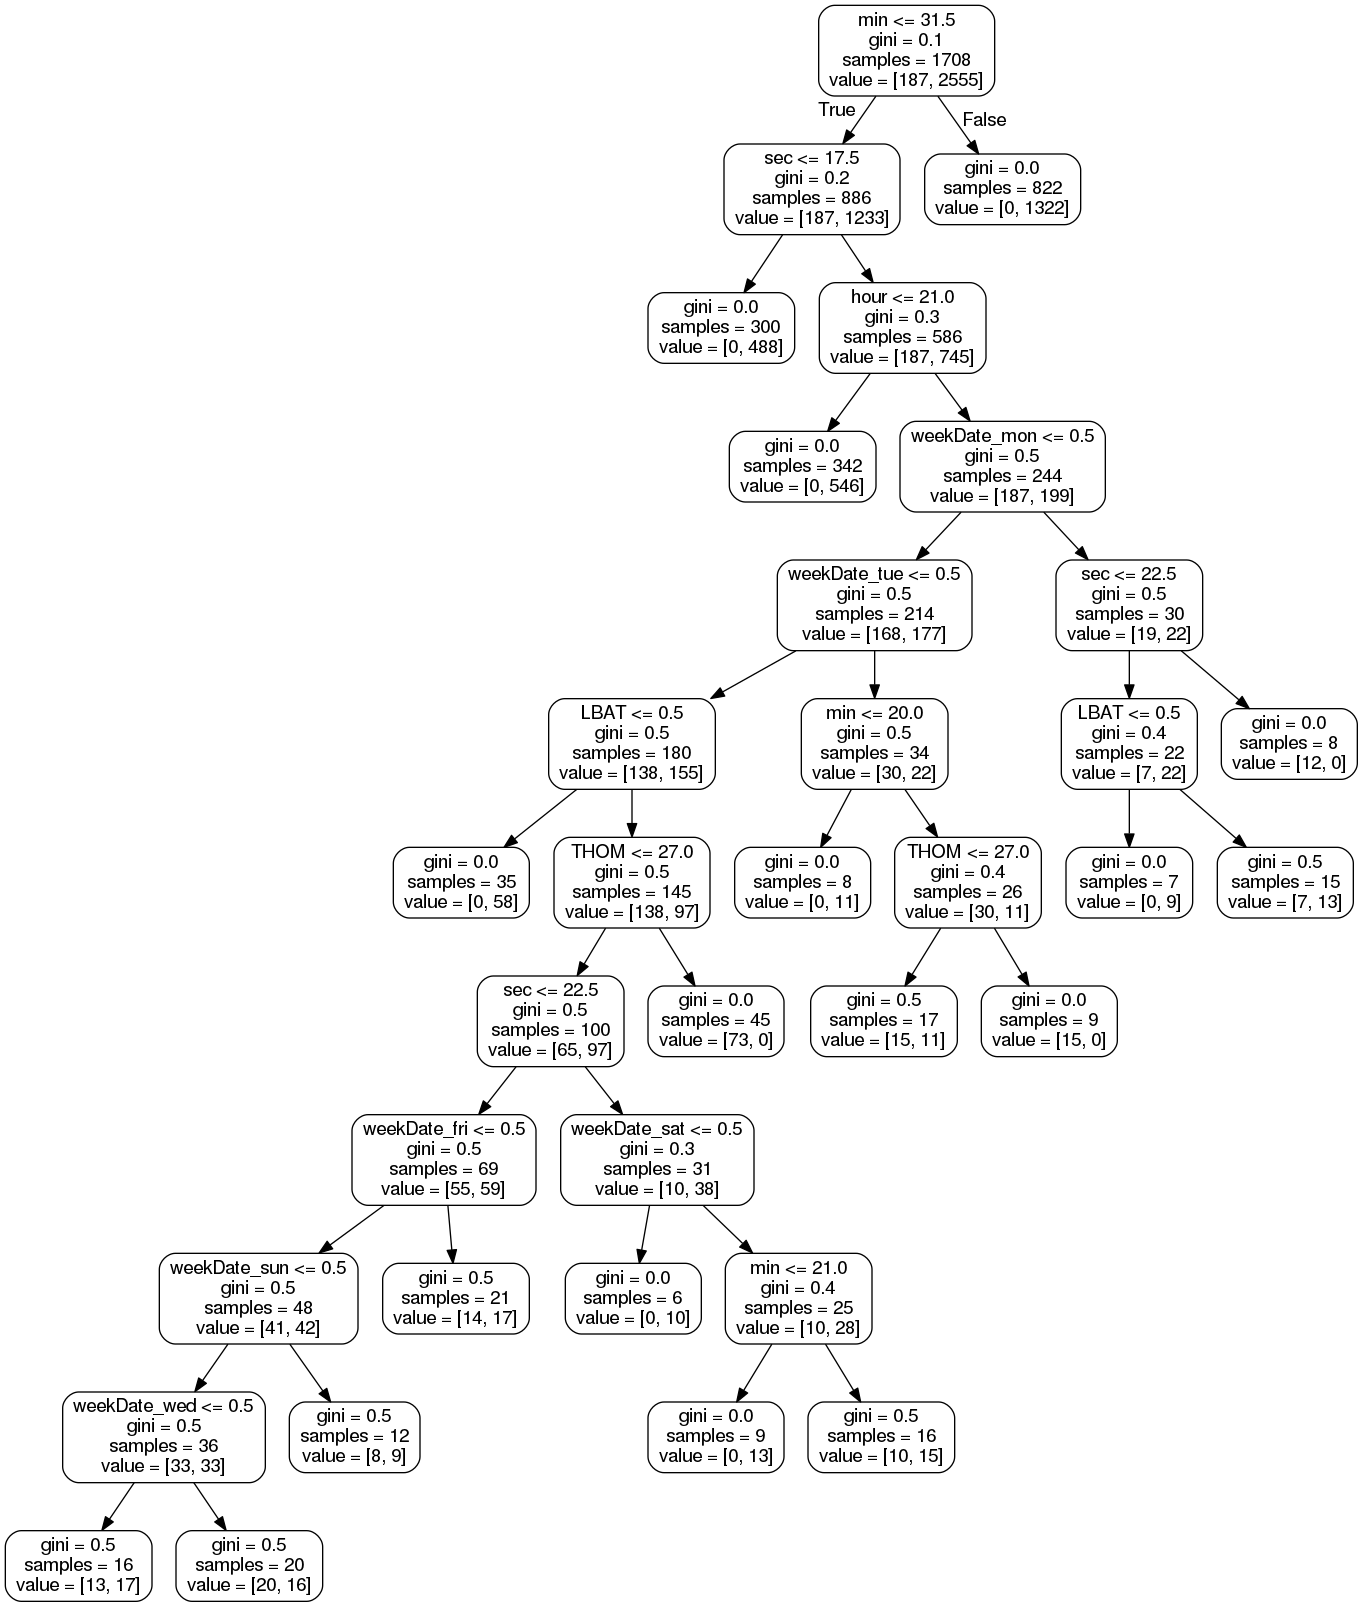 min <= 31.5
gini = 0.1
samples = 1708
value = [187, 2555]
True
False
sec <= 17.5
gini = 0.2
samples = 886
value = [187, 1233]
gini = 0.0
samples = 822
value = [0, 1322]
gini = 0.0
samples = 300
value = [0, 488]
hour <= 21.0
gini = 0.3
samples = 586
value = [187, 745]
gini = 0.0
samples = 342
value = [0, 546]
weekDate_mon <= 0.5
gini = 0.5
samples = 244
value = [187, 199]
weekDate_tue <= 0.5
gini = 0.5
samples = 214
value = [168, 177]
sec <= 22.5
gini = 0.5
samples = 30
value = [19, 22]
LBAT <= 0.5
gini = 0.5
samples = 180
value = [138, 155]
min <= 20.0
gini = 0.5
samples = 34
value = [30, 22]
LBAT <= 0.5
gini = 0.4
samples = 22
value = [7, 22]
gini = 0.0
samples = 8
value = [12, 0]
gini = 0.0
samples = 35
value = [0, 58]
THOM <= 27.0
gini = 0.5
samples = 145
value = [138, 97]
gini = 0.0
samples = 8
value = [0, 11]
THOM <= 27.0
gini = 0.4
samples = 26
value = [30, 11]
gini = 0.0
samples = 7
value = [0, 9]
gini = 0.5
samples = 15
value = [7, 13]
sec <= 22.5
gini = 0.5
samples = 100
value = [65, 97]
gini = 0.0
samples = 45
value = [73, 0]
gini = 0.5
samples = 17
value = [15, 11]
gini = 0.0
samples = 9
value = [15, 0]
weekDate_fri <= 0.5
gini = 0.5
samples = 69
value = [55, 59]
weekDate_sat <= 0.5
gini = 0.3
samples = 31
value = [10, 38]
weekDate_sun <= 0.5
gini = 0.5
samples = 48
value = [41, 42]
gini = 0.5
samples = 21
value = [14, 17]
gini = 0.0
samples = 6
value = [0, 10]
min <= 21.0
gini = 0.4
samples = 25
value = [10, 28]
weekDate_wed <= 0.5
gini = 0.5
samples = 36
value = [33, 33]
gini = 0.5
samples = 12
value = [8, 9]
gini = 0.0
samples = 9
value = [0, 13]
gini = 0.5
samples = 16
value = [10, 15]
gini = 0.5
samples = 16
value = [13, 17]
gini = 0.5
samples = 20
value = [20, 16]